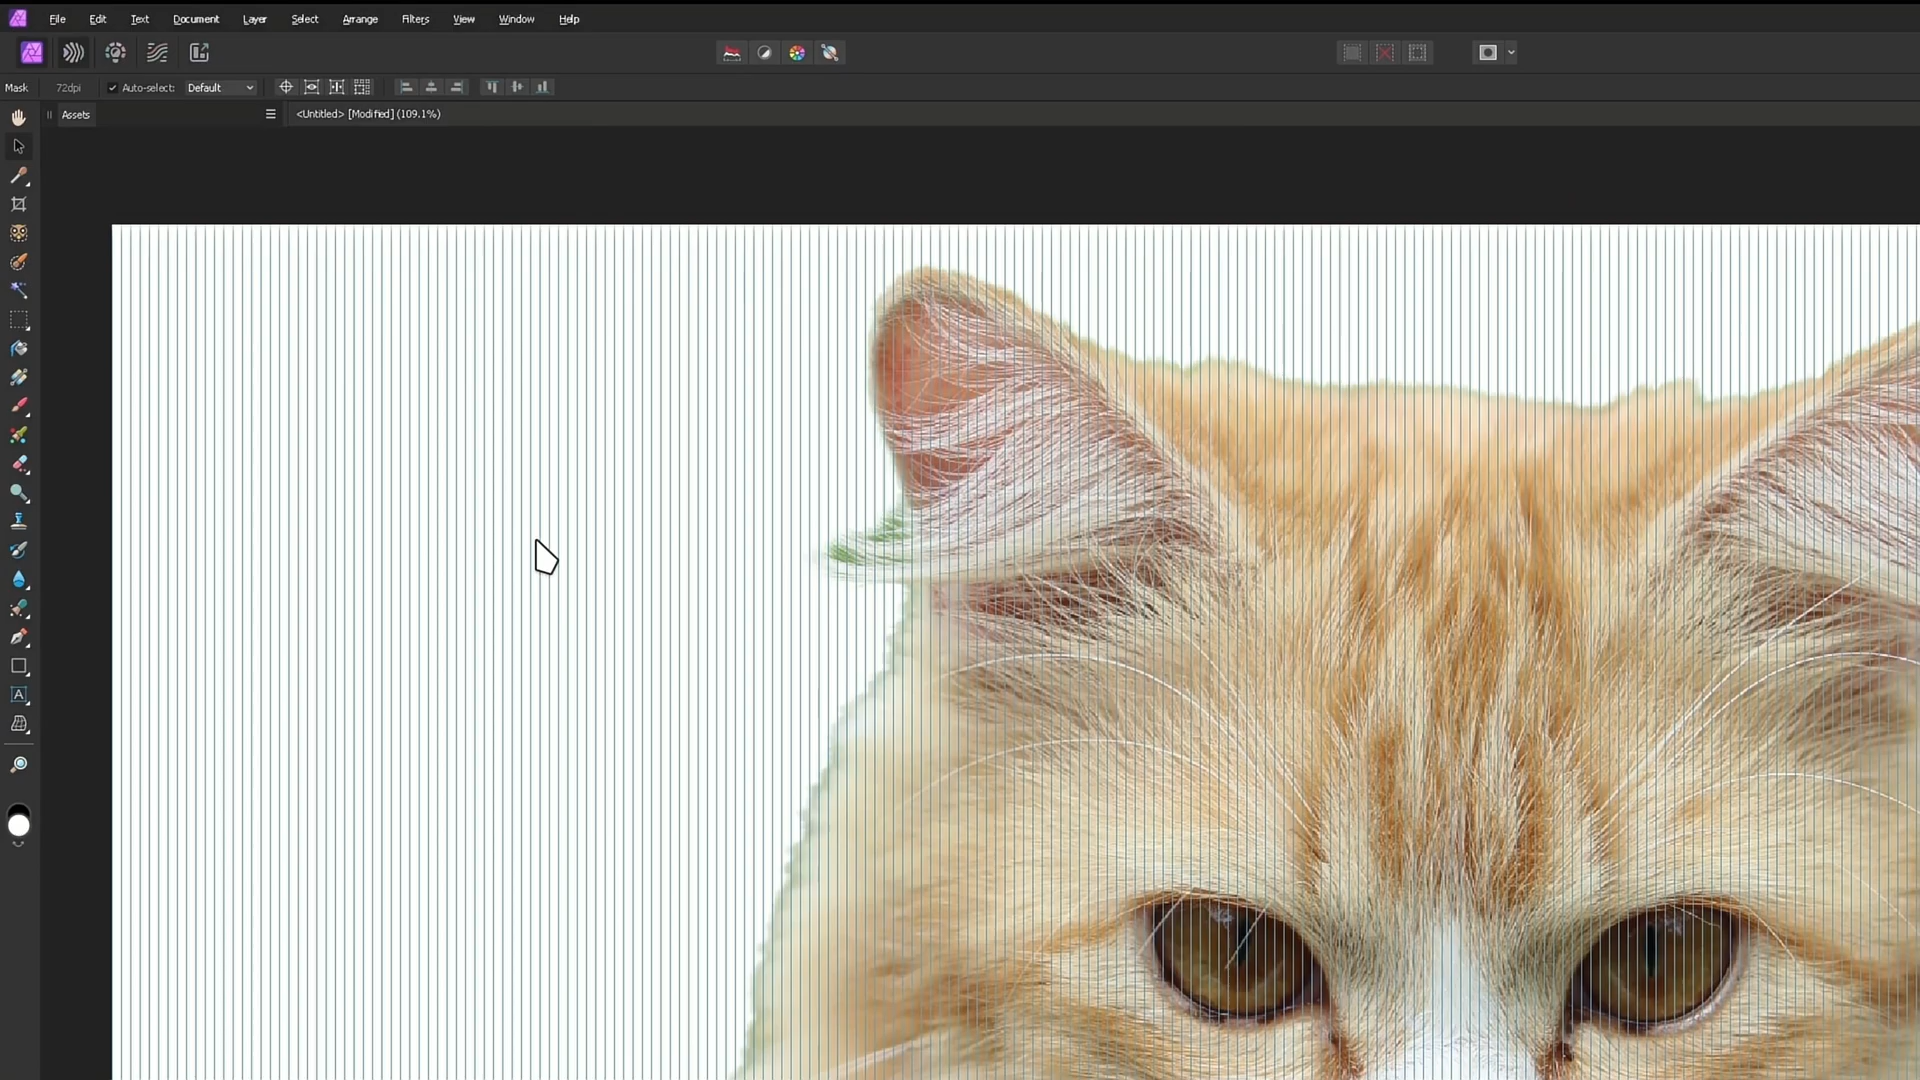 File Edit Text Document Layer Select Arrange Filters View Window Help
Mask 72dpi Auto-select: Default
Assets <Untitled> [Modified] (109.1%)
A